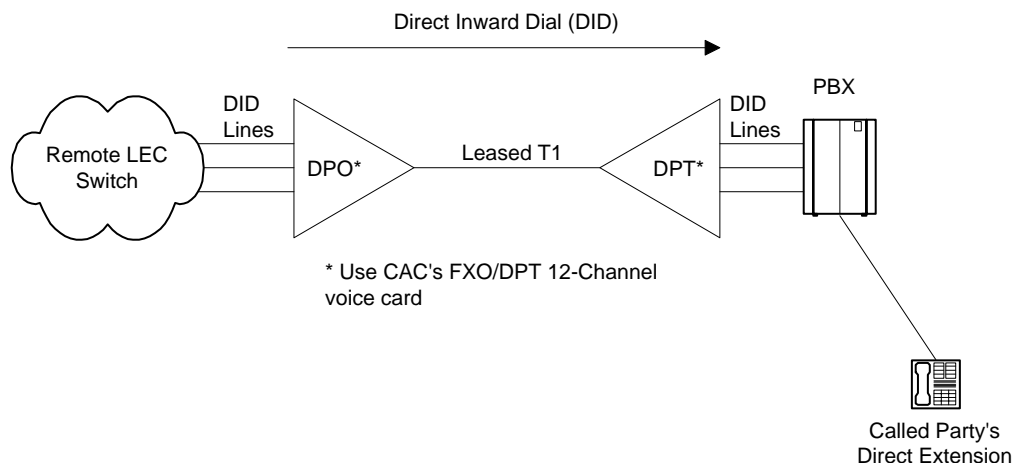 Direct Inward Dial (DID)
PBX
DID
Lines
DID
Lines
Remote LEC
Switch
DPO*
Leased T1
DPT*
* Use CAC's FXO/DPT 12-Channel
voice card
Called Party's
Direct Extension